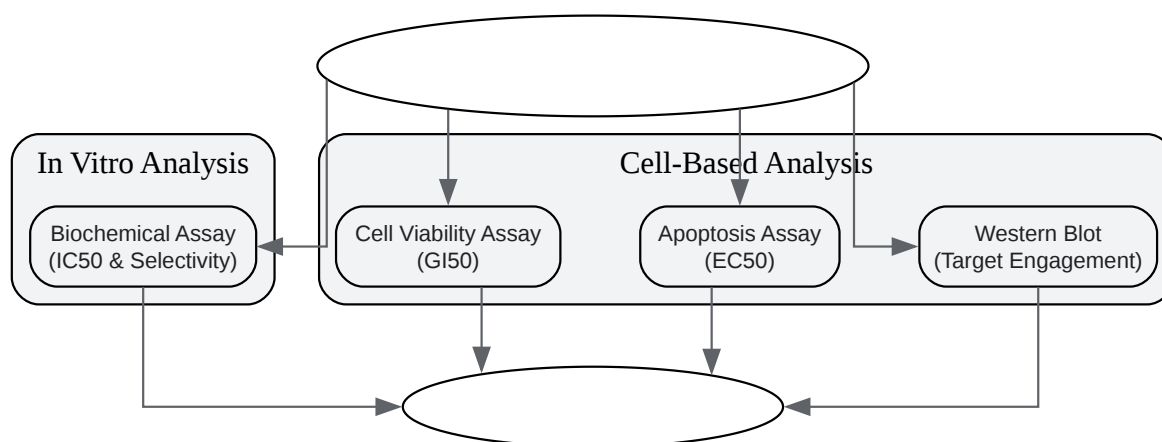 In Vitro Analysis
Cell-Based Analysis
Biochemical Assay
(IC50 & Selectivity)
Cell Viability Assay
(GI50)
Apoptosis Assay
(EC50)
Western Blot
(Target Engagement)